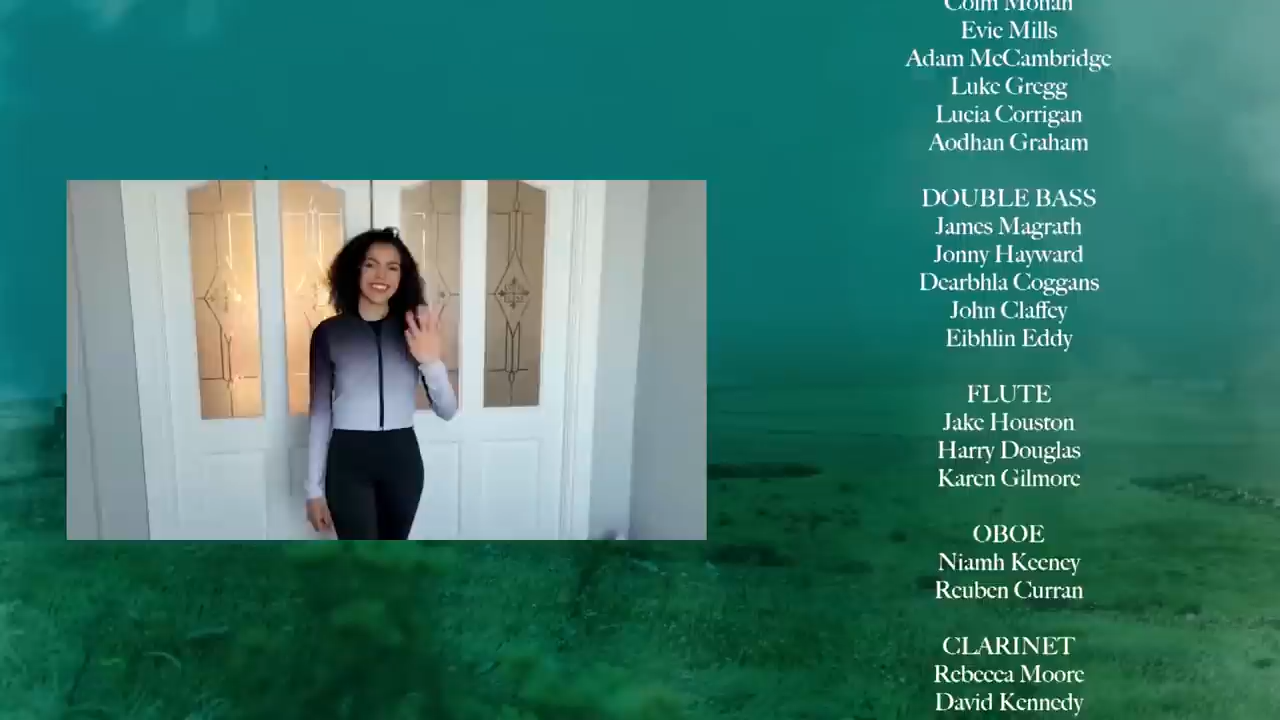 Colm Mohan
Evie Mills
Adam McCambridge
Luke Gregg
Lucia Corrigan
Aodhan Graham
DOUBLE BASS
James Magrath
Jonny Hayward
Dearbhla Coggans
John Claffey
Eibhlin Eddy
FLUTE
Jake Houston
Harry Douglas
Karen Gilmore
OBOE
Niamh Keeney
Reuben Curran
CLARINET
Rebecca Moore
David Kennedy